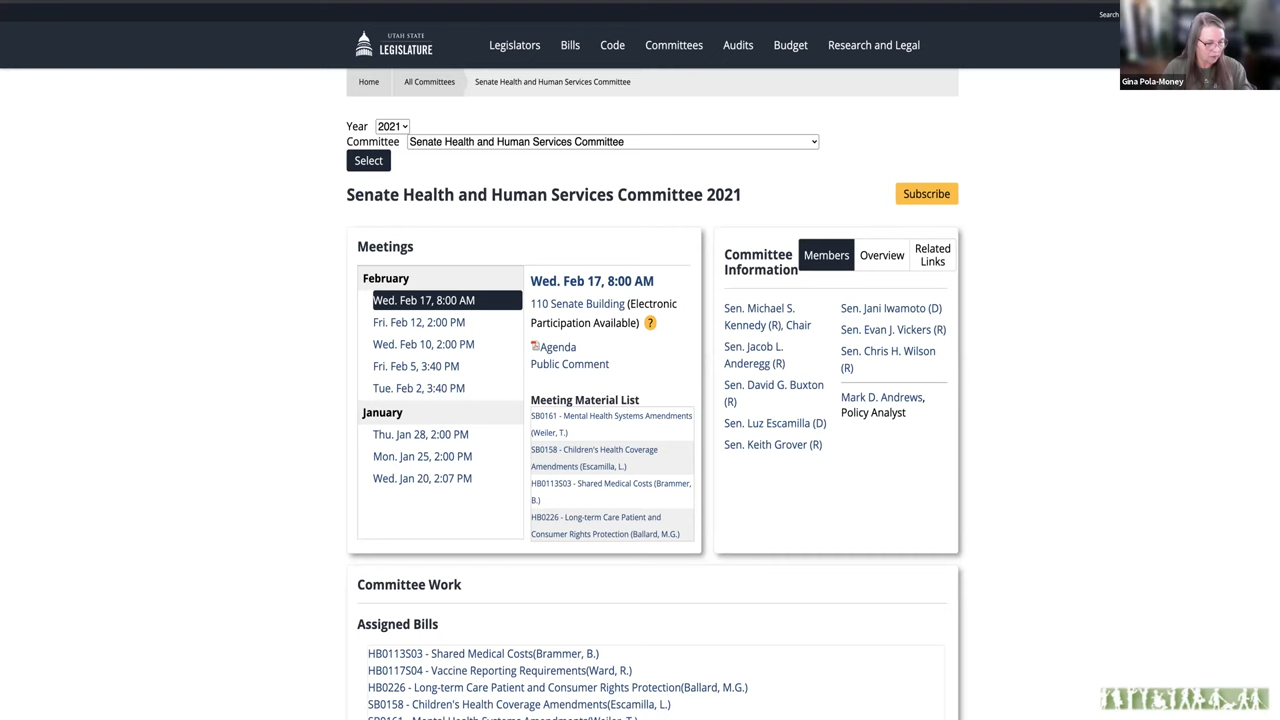 Search
UTAH STATE
LEGISLATURE
Legislators Bills Code Committees Audits Budget Research and Legal
Gina Pola-Money
Home All Committees Senate Health and Human Services Committee
Year 2021
Committee Senate Health and Human Services Committee
Select
Senate Health and Human Services Committee 2021
Subscribe
Meetings
February
Wed. Feb 17, 8:00 AM
Fri. Feb 12, 2:00 PM
Wed. Feb 10, 2:00 PM
Fri. Feb 5, 3:40 PM
Tue. Feb 2, 3:40 PM
January
Thu. Jan 28, 2:00 PM
Mon. Jan 25, 2:00 PM
Wed. Jan 20, 2:07 PM
Wed. Feb 17, 8:00 AM
110 Senate Building (Electronic
Participation Available) ?
Agenda
Public Comment
Meeting Material List
SB0161 - Mental Health Systems Amendments
(Weiler, T.)
SB0158 - Children's Health Coverage
Amendments (Escamilla, L.)
HB0113S03 - Shared Medical Costs (Brammer,
B.)
HB0226 - Long-term Care Patient and
Consumer Rights Protection (Ballard, M.G.)
Committee
Information
Members
Overview
Related
Links
Sen. Michael S.
Kennedy (R), Chair
Sen. Jacob L.
Anderegg (R)
Sen. David G. Buxton
(R)
Sen. Luz Escamilla (D)
Sen. Keith Grover (R)
Sen. Jani Iwamoto (D)
Sen. Evan J. Vickers (R)
Sen. Chris H. Wilson
(R)
Mark D. Andrews,
Policy Analyst
Committee Work
Assigned Bills
HB0113S03 - Shared Medical Costs(Brammer, B.)
HB0117S04 - Vaccine Reporting Requirements(Ward, R.)
HB0226 - Long-term Care Patient and Consumer Rights Protection(Ballard, M.G.)
SB0158 - Children's Health Coverage Amendments(Escamilla, L.)
SB0161 - Mental Health Systems Amendments(Weiler, T.)